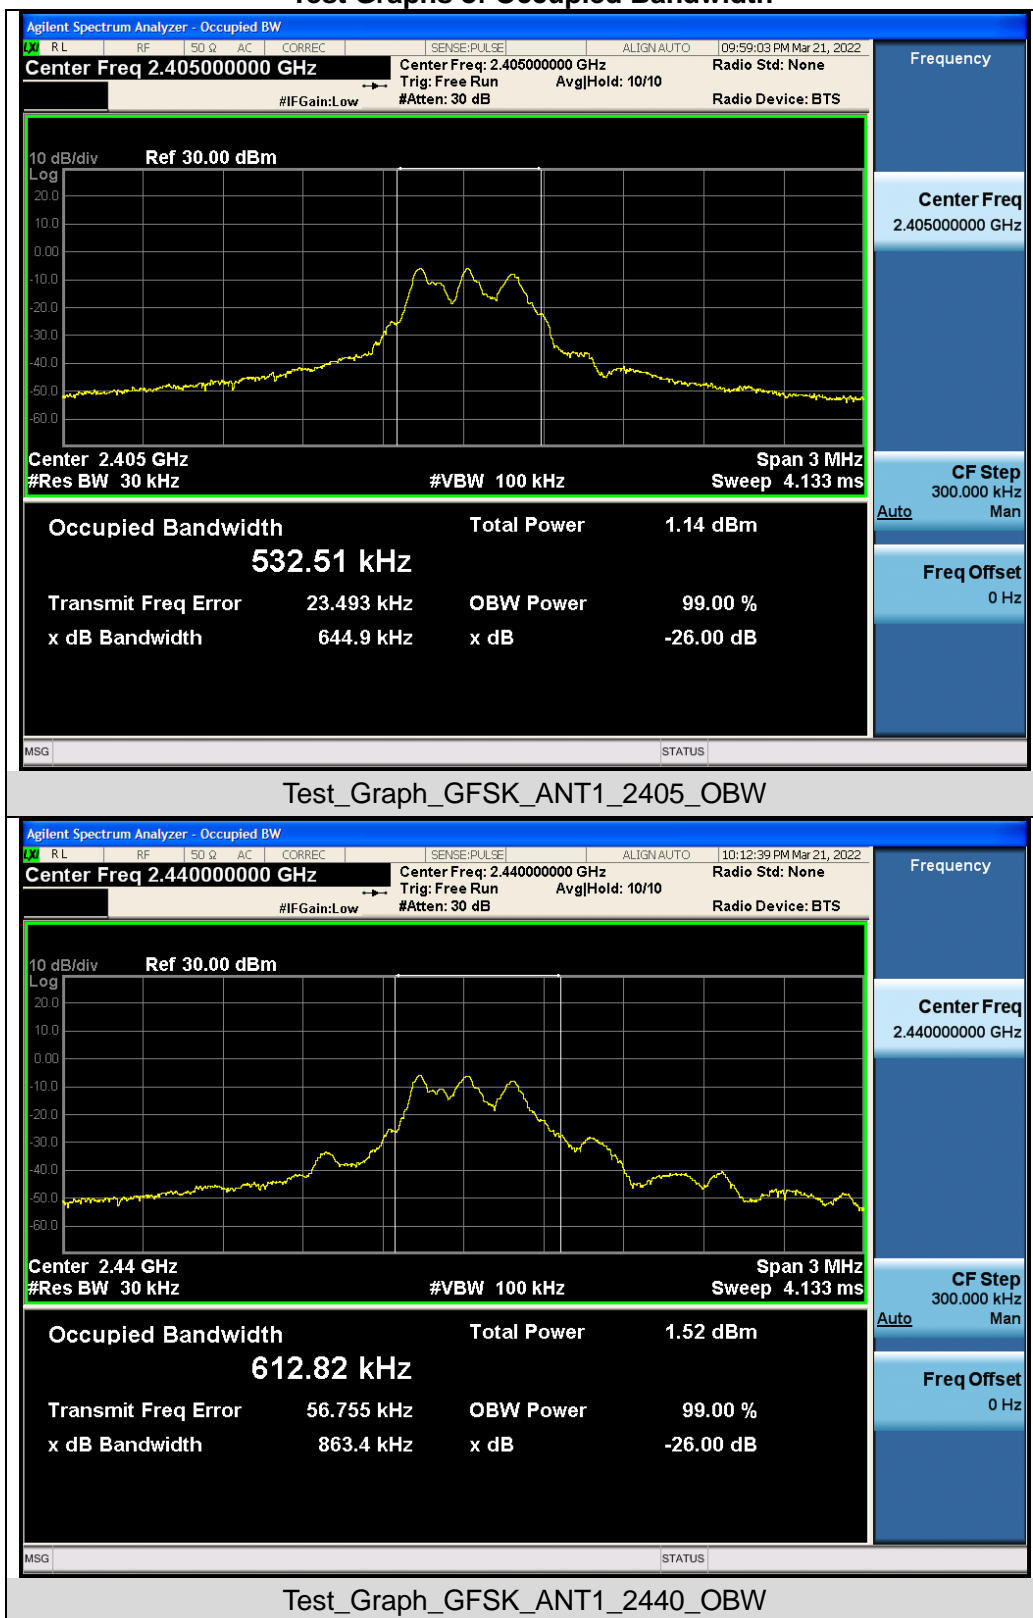 Test Graphs of Occupied Bandwidth
Agilent Spectrum Analyzer - Occupied BW
LXI RL RF 50 Ω AC CORREC SENSE:PULSE ALIGN AUTO 09:59:03 PM Mar 21, 2022
Center Freq 2.405000000 GHz Center Freq: 2.405000000 GHz Radio Std: None
Trig: Free Run Avg|Hold: 10/10
#IFGain:Low #Atten: 30 dB Radio Device: BTS
10 dB/div Ref 30.00 dBm
Log
20.0
10.0
0.00
-10.0
-20.0
-30.0
-40.0
-50.0
-60.0
Center 2.405 GHz Span 3 MHz
#Res BW 30 kHz #VBW 100 kHz Sweep 4.133 ms
Occupied Bandwidth Total Power 1.14 dBm
532.51 kHz
Transmit Freq Error 23.493 kHz OBW Power 99.00 %
x dB Bandwidth 644.9 kHz x dB -26.00 dB
MSG STATUS
Frequency
Center Freq
2.405000000 GHz
CF Step
300.000 kHz
Auto Man
Freq Offset
0 Hz
Test_Graph_GFSK_ANT1_2405_OBW
Agilent Spectrum Analyzer - Occupied BW
LXI RL RF 50 Ω AC CORREC SENSE:PULSE ALIGN AUTO 10:12:39 PM Mar 21, 2022
Center Freq 2.440000000 GHz Center Freq: 2.440000000 GHz Radio Std: None
Trig: Free Run Avg|Hold: 10/10
#IFGain:Low #Atten: 30 dB Radio Device: BTS
10 dB/div Ref 30.00 dBm
Log
20.0
10.0
0.00
-10.0
-20.0
-30.0
-40.0
-50.0
-60.0
Center 2.44 GHz Span 3 MHz
#Res BW 30 kHz #VBW 100 kHz Sweep 4.133 ms
Occupied Bandwidth Total Power 1.52 dBm
612.82 kHz
Transmit Freq Error 56.755 kHz OBW Power 99.00 %
x dB Bandwidth 863.4 kHz x dB -26.00 dB
MSG STATUS
Frequency
Center Freq
2.440000000 GHz
CF Step
300.000 kHz
Auto Man
Freq Offset
0 Hz
Test_Graph_GFSK_ANT1_2440_OBW